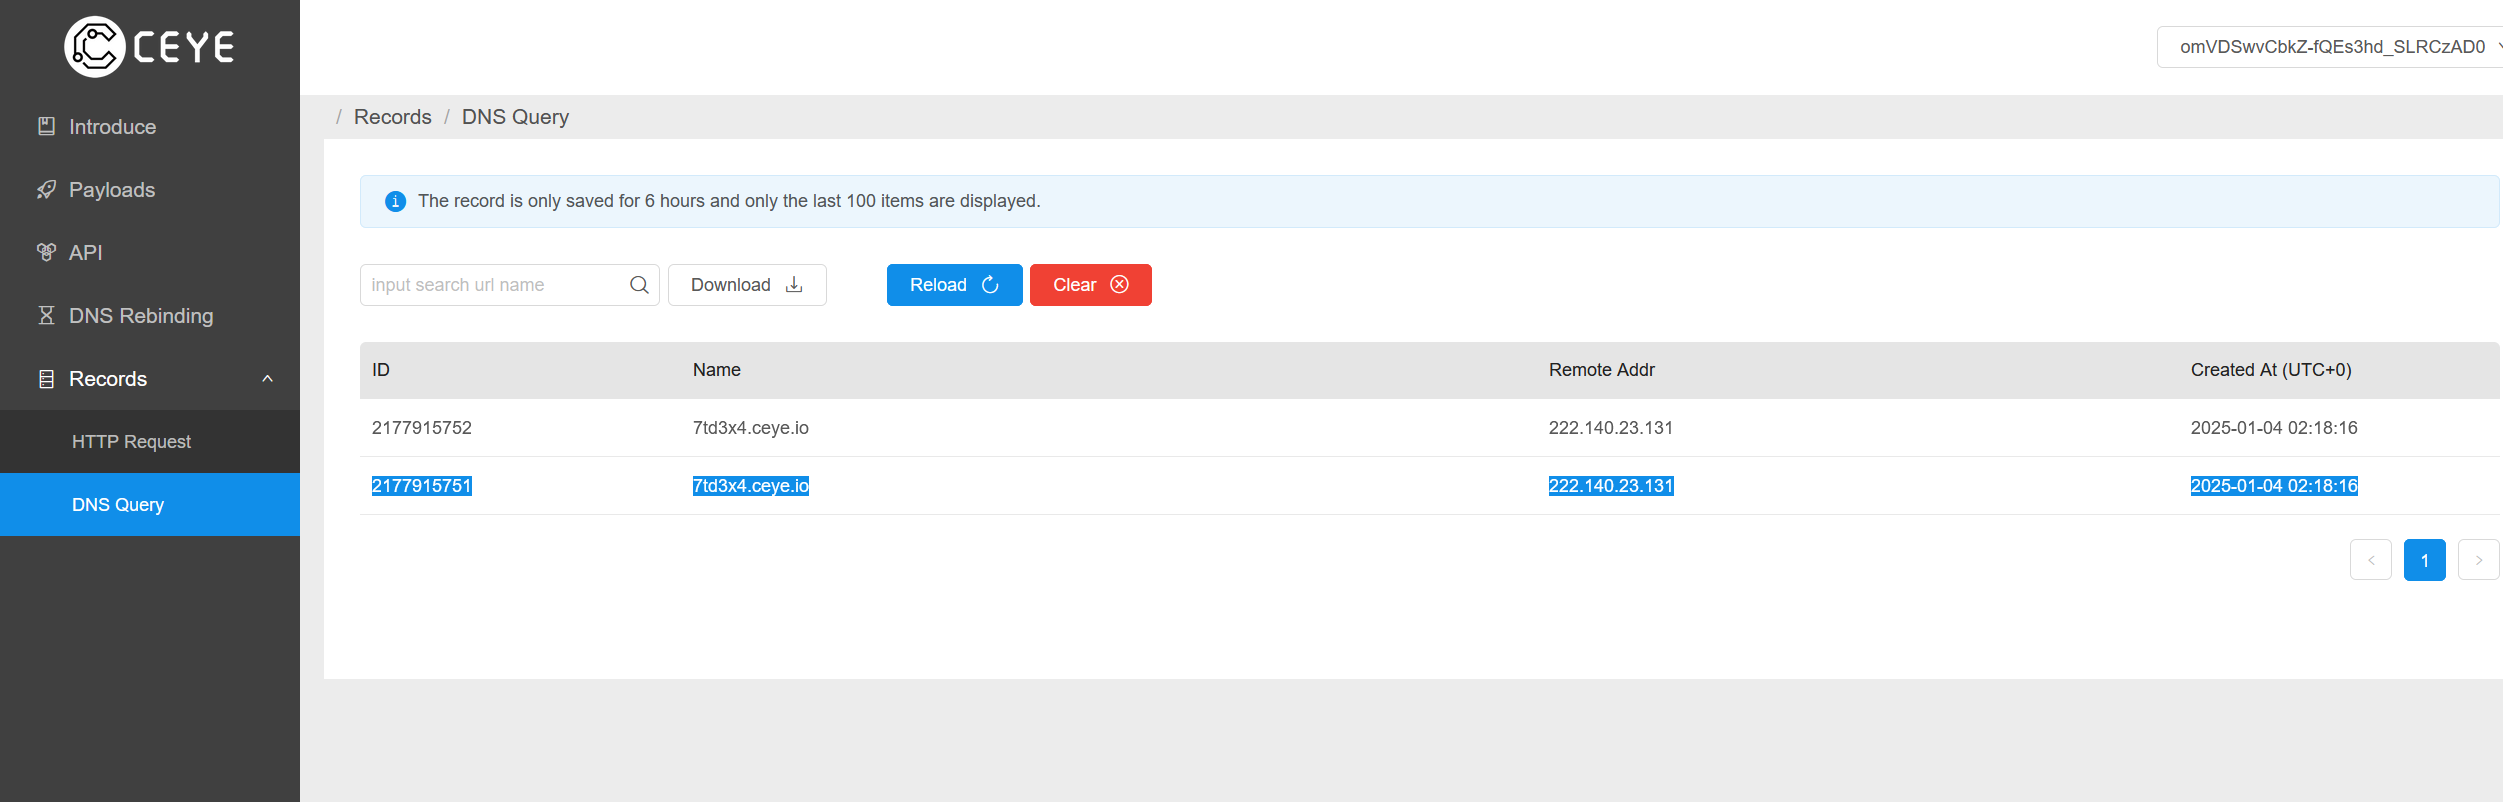 CEYE
omVDSwvCbkZ-fQEs3hd_SLRCzAD0
Introduce
Payloads
API
DNS Rebinding
Records
HTTP Request
DNS Query
/ Records / DNS Query
The record is only saved for 6 hours and only the last 100 items are displayed.
input search url name Download Reload Clear
ID Name Remote Addr Created At (UTC+0)
2177915752 7td3x4.ceye.io 222.140.23.131 2025-01-04 02:18:16
2177915751 7td3x4.ceye.io 222.140.23.131 2025-01-04 02:18:16
< 1 >